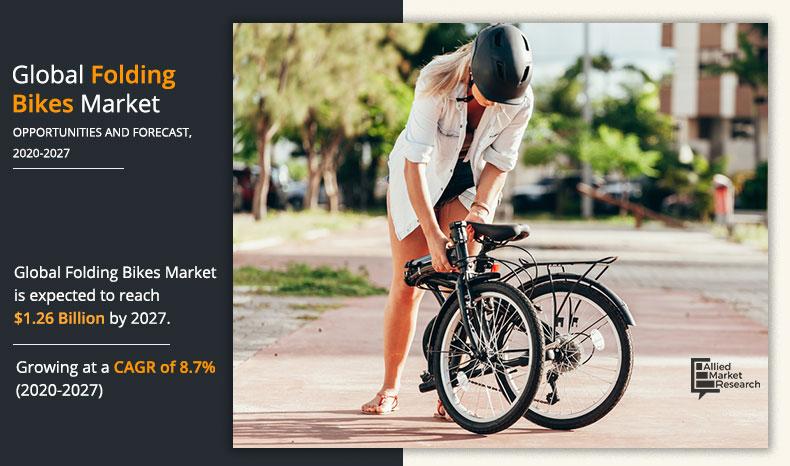 Global Folding
Bikes Market
OPPORTUNITIES AND FORECAST,
2020-2027
Global Folding Bikes Market
is expected to reach
$1.26 Billion by 2027.
Growing at a CAGR of 8.7%
(2020-2027)
Allied
Market
Research